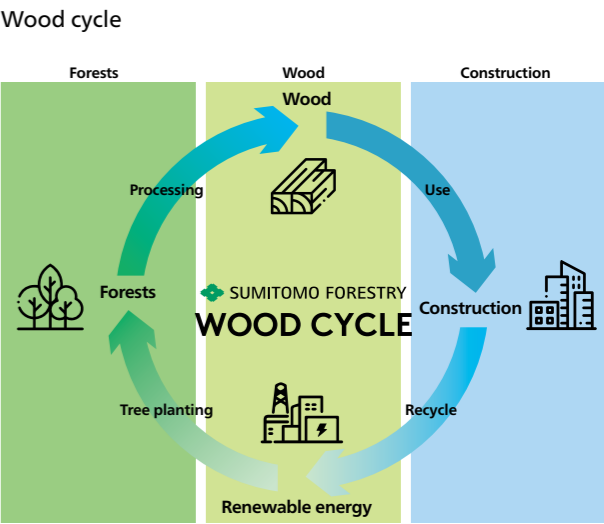 Wood cycle
Forests
Wood
Construction
Wood
Processing
Use
Forests
SUMITOMO FORESTRY
WOOD CYCLE
Construction
Tree planting
Recycle
Renewable energy